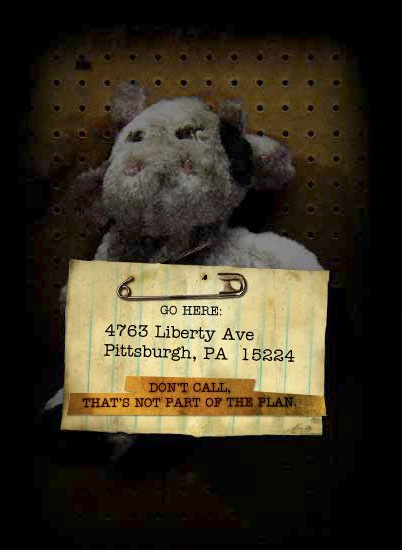 GO HERE:
4763 Liberty Ave
Pittsburgh, PA 15224
DON'T CALL,
THAT'S NOT PART OF THE PLAN.